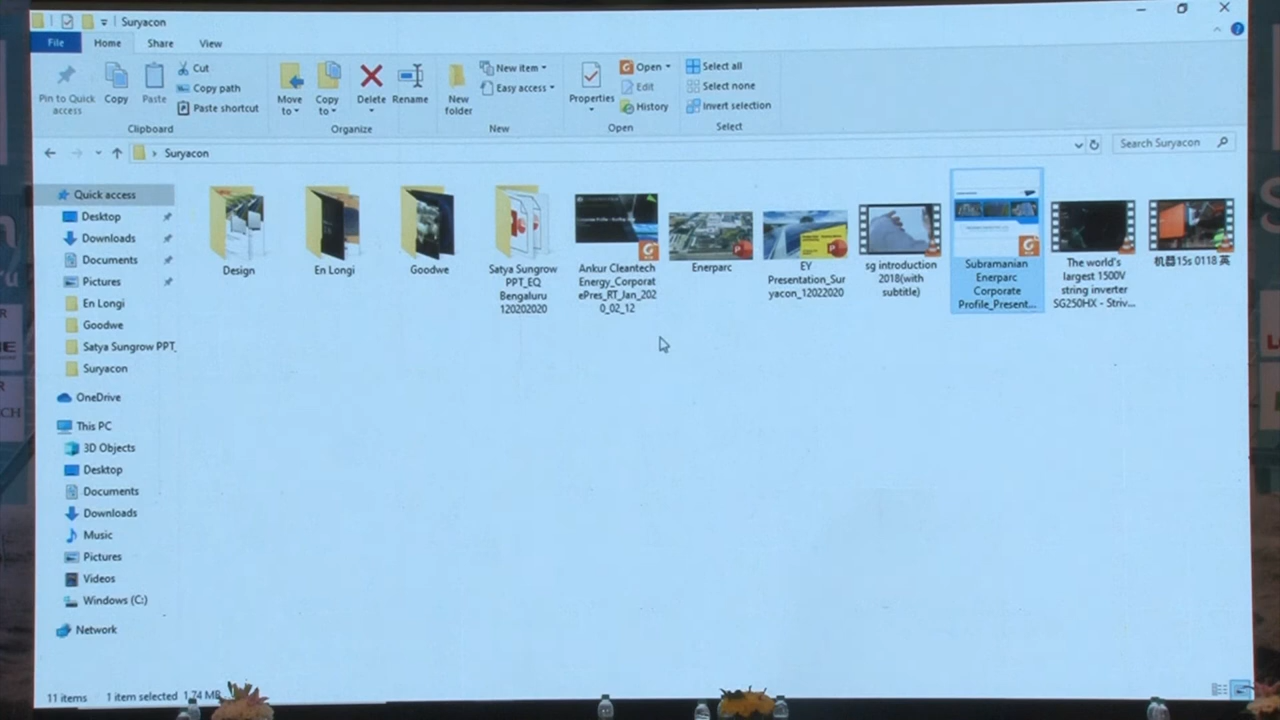 Suryacon
File Home Share View
Pin to Quick access
Copy
Paste
Cut
Copy path
Paste shortcut
Clipboard
Move to
Copy to
Delete
Rename
Organize
New folder
New item
Easy access
New
Properties
Open
Edit
History
Open
Select all
Select none
Invert selection
Select
Suryacon
Search Suryacon
Quick access
Desktop
Downloads
Documents
Pictures
En Longi
Goodwe
Satya Sungrow PPT_
Suryacon
OneDrive
This PC
3D Objects
Desktop
Documents
Downloads
Music
Pictures
Videos
Windows (C:)
Network
Design
En Longi
Goodwe
Satya Sungrow
PPT_EQ
Bengaluru
120202020
Ankur Cleantech
Energy_Corporat
ePres_RT_Jan_202
0_02_12
Enerparc
EY
Presentation_Sur
yacon_12022020
sg introduction
2018(with
subtitle)
Subramanian
Enerparc
Corporate
Profile_Present...
The world's
largest 1500V
string inverter
SG250HX - Striv...
机器15s 0118 英
11 items 1 item selected 1.74 MB